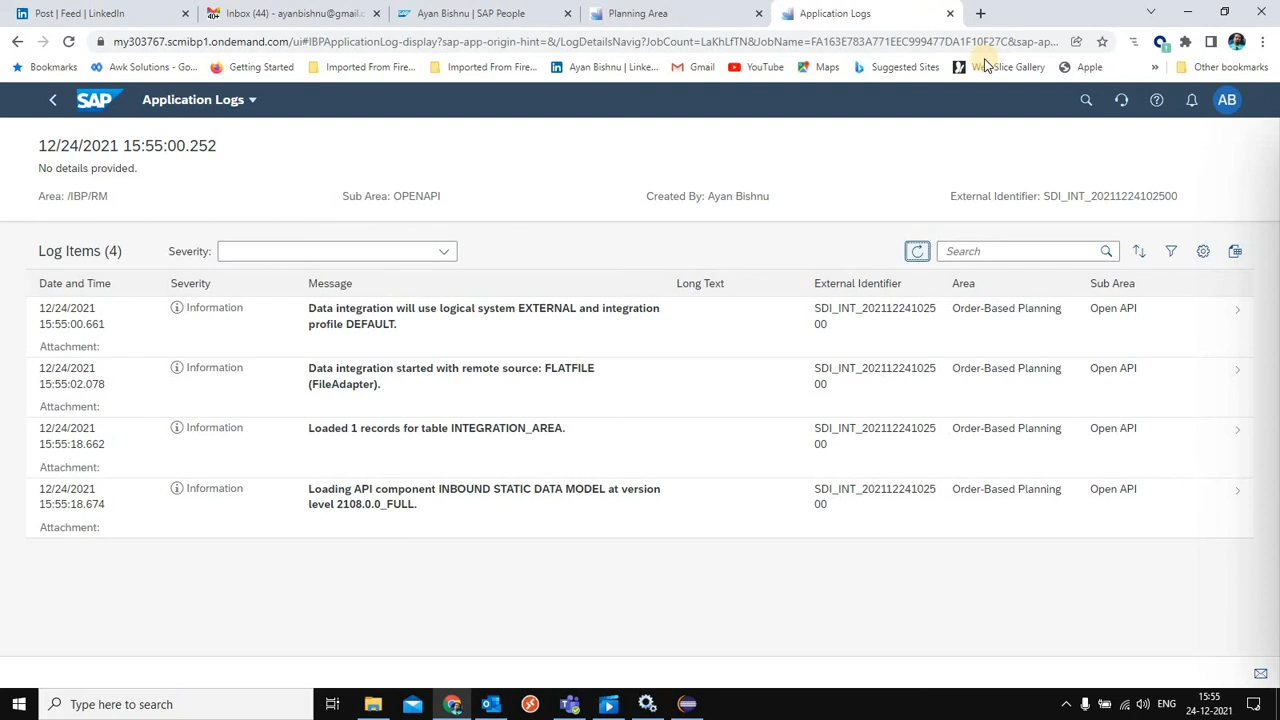 Post | Feed | LinkedIn
Inbox (44) - ayanbishnu@gmail.c
Ayan Bishnu | SAP People
Planning Area
Application Logs
my303767.scmibp1.ondemand.com/ui#IBPApplicationLog-display?sap-app-origin-hint=&/LogDetailsNavig?JobCount=LaKhLfTN&JobName=FA163E783A771EEC999477DA1F10F27C&sap-ap...
Bookmarks
Awk Solutions - Go...
Getting Started
Imported From Fire...
Imported From Fire...
Ayan Bishnu | Linke...
Gmail
YouTube
Maps
Suggested Sites
Slice Gallery
Apple
»
Other bookmarks
SAP
Application Logs
AB
12/24/2021 15:55:00.252
No details provided.
Area: /IBP/RM
Sub Area: OPENAPI
Created By: Ayan Bishnu
External Identifier: SDI_INT_20211224102500
Log Items (4)
Severity:
Search
Date and Time
Severity
Message
Long Text
External Identifier
Area
Sub Area
12/24/2021
15:55:00.661
Information
Data integration will use logical system EXTERNAL and integration
profile DEFAULT.
SDI_INT_202112241025
00
Order-Based Planning
Open API
Attachment:
12/24/2021
15:55:02.078
Information
Data integration started with remote source: FLATFILE
(FileAdapter).
SDI_INT_202112241025
00
Order-Based Planning
Open API
Attachment:
12/24/2021
15:55:18.662
Information
Loaded 1 records for table INTEGRATION_AREA.
SDI_INT_202112241025
00
Order-Based Planning
Open API
Attachment:
12/24/2021
15:55:18.674
Information
Loading API component INBOUND STATIC DATA MODEL at version
level 2108.0.0_FULL.
SDI_INT_202112241025
00
Order-Based Planning
Open API
Attachment:
Type here to search
ENG
15:55
24-12-2021